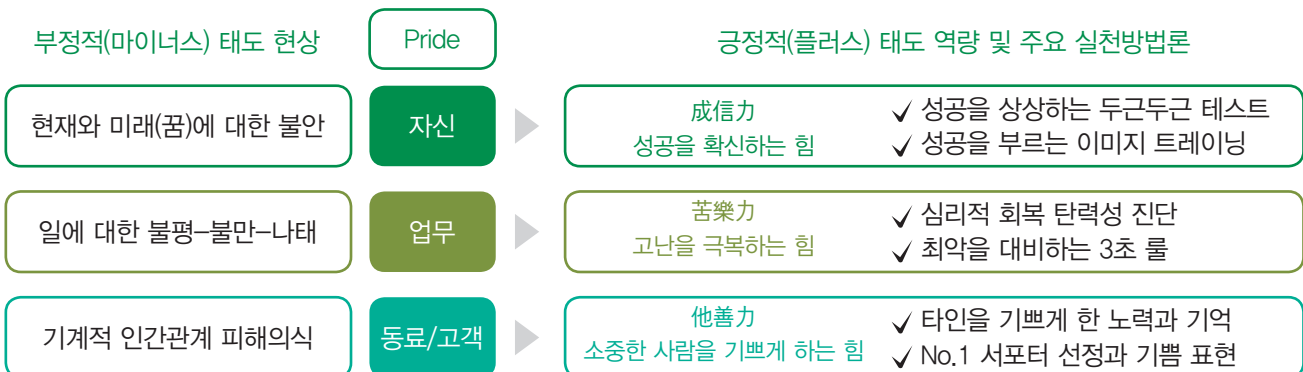 부정적(마이너스) 태도 현상
Pride
긍정적(플러스) 태도 역량 및 주요 실천방법론
현재와 미래(꿈)에 대한 불안
자신
成信力
성공을 확신하는 힘
✓ 성공을 상상하는 두근두근 테스트
✓ 성공을 부르는 이미지 트레이닝
일에 대한 불평–불만–나태
업무
苦樂力
고난을 극복하는 힘
✓ 심리적 회복 탄력성 진단
✓ 최악을 대비하는 3초 룰
기계적 인간관계 피해의식
동료/고객
他善力
소중한 사람을 기쁘게 하는 힘
✓ 타인을 기쁘게 한 노력과 기억
✓ No.1 서포터 선정과 기쁨 표현